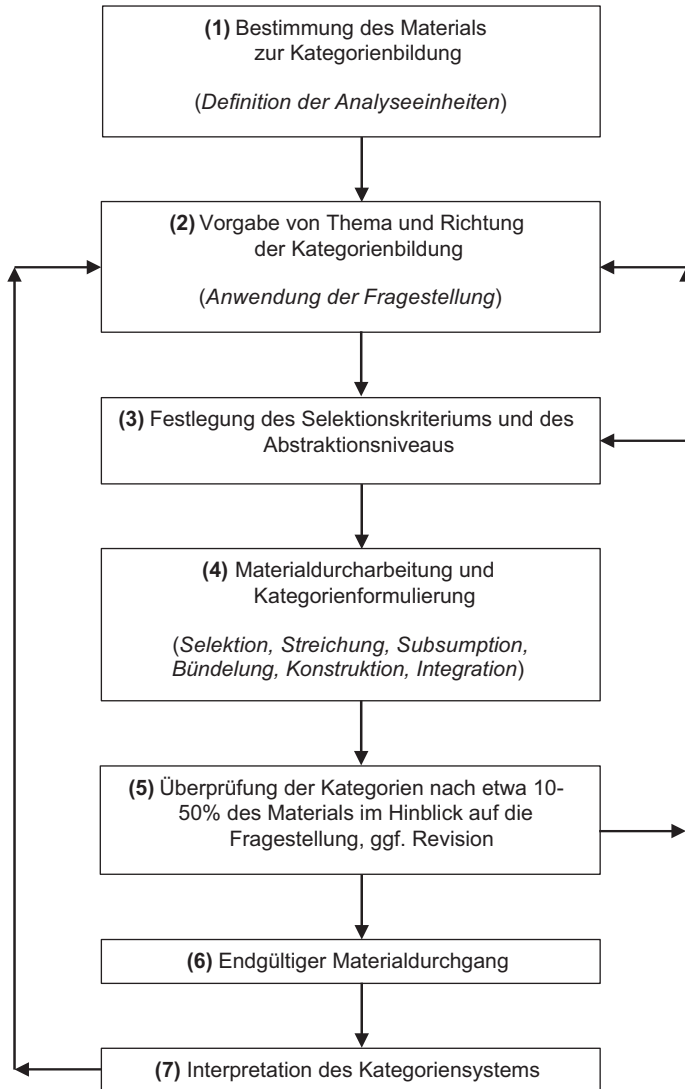 (1) Bestimmung des Materials
zur Kategorienbildung
(Definition der Analyseeinheiten)
(2) Vorgabe von Thema und Richtung
der Kategorienbildung
(Anwendung der Fragestellung)
(3) Festlegung des Selektionskriteriums und des
Abstraktionsniveaus
(4) Materialdurcharbeitung und
Kategorienformulierung
(Selektion, Streichung, Subsumption,
Bündelung, Konstruktion, Integration)
(5) Überprüfung der Kategorien nach etwa 10-
50% des Materials im Hinblick auf die
Fragestellung, ggf. Revision
(6) Endgültiger Materialdurchgang
(7) Interpretation des Kategoriensystems